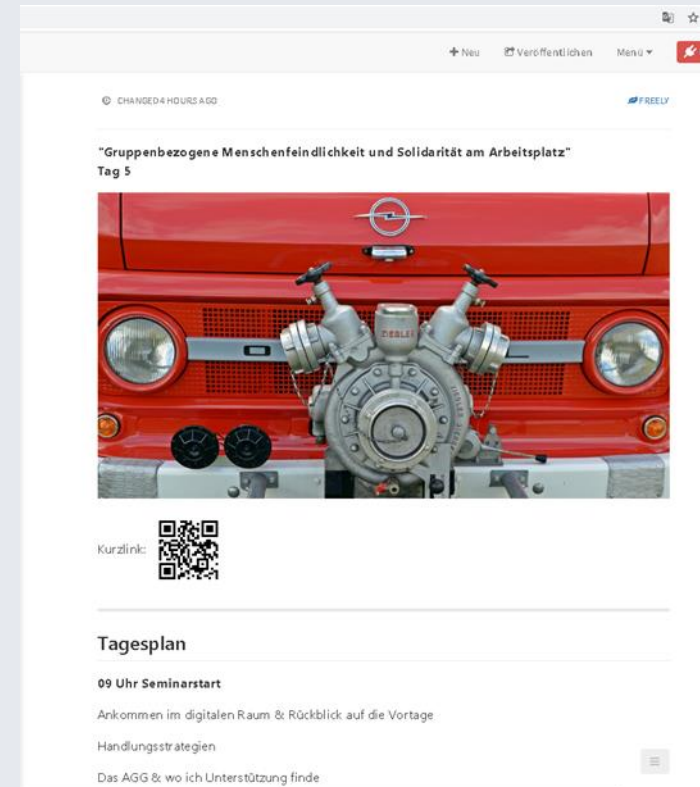 Neu Veröffentlichen Menü
CHANGED 4 HOURS AGO FREELY
"Gruppenbezogene Menschenfeindlichkeit und Solidarität am Arbeitsplatz"
Tag 5
Kurzlink:
Tagesplan
09 Uhr Seminarstart
Ankommen im digitalen Raum & Rückblick auf die Vortage
Handlungsstrategien
Das AGG & wo ich Unterstützung finde